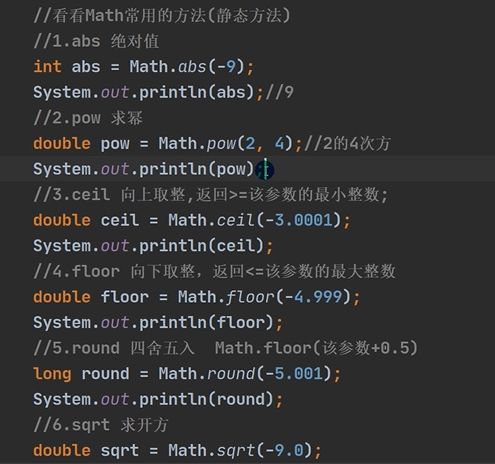 //看看Math常用的方法(静态方法)
//1.abs 绝对值
int abs = Math.abs(-9);
System.out.println(abs);//9
//2.pow 求幂
double pow = Math.pow(2, 4);//2的4次方
System.out.println(pow)
//3.ceil 向上取整,返回>=该参数的最小整数;
double ceil = Math.ceil(-3.0001);
System.out.println(ceil);
//4.floor 向下取整，返回<=该参数的最大整数
double floor = Math.floor(-4.999);
System.out.println(floor);
//5.round 四舍五入  Math.floor(该参数+0.5)
long round = Math.round(-5.001);
System.out.println(round);
//6.sqrt 求开方
double sqrt = Math.sqrt(-9.0);